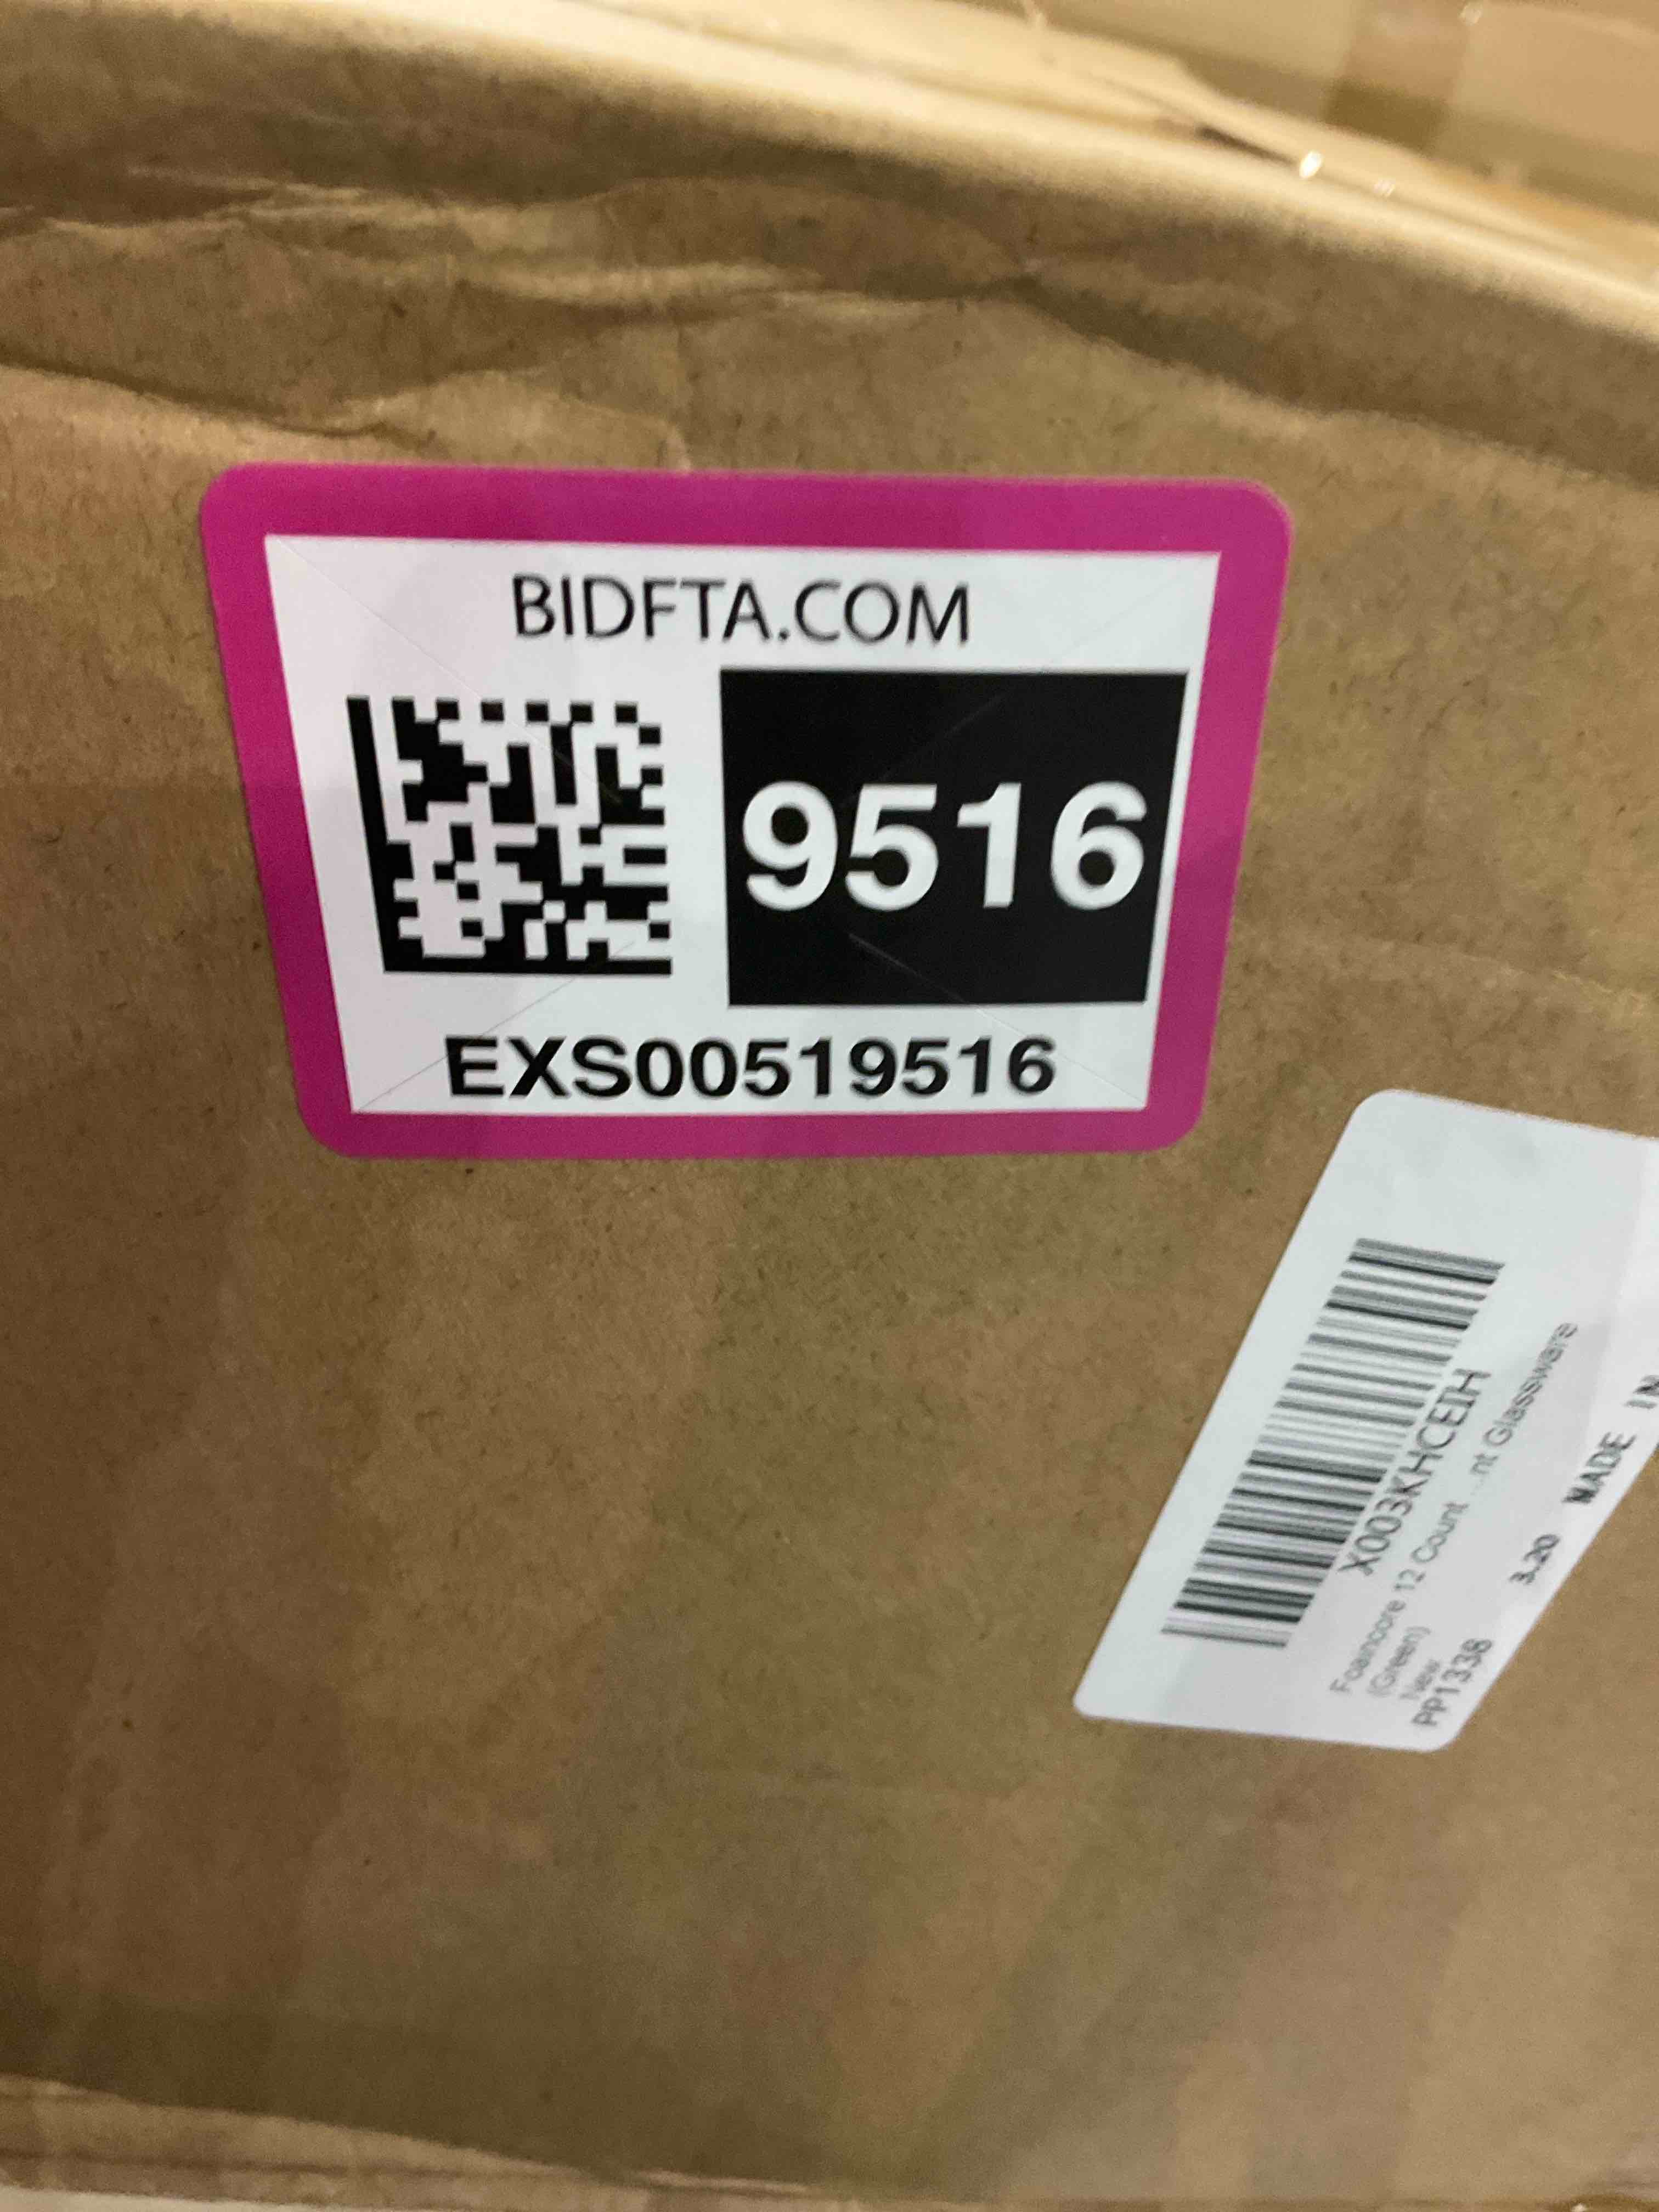 BIDFTA.COM
9516
EXS00519516
X003KHCEIH
Foamcore 12 Count ...nt Glassware
(Green)
New
PP1338 3.20 MADE IN